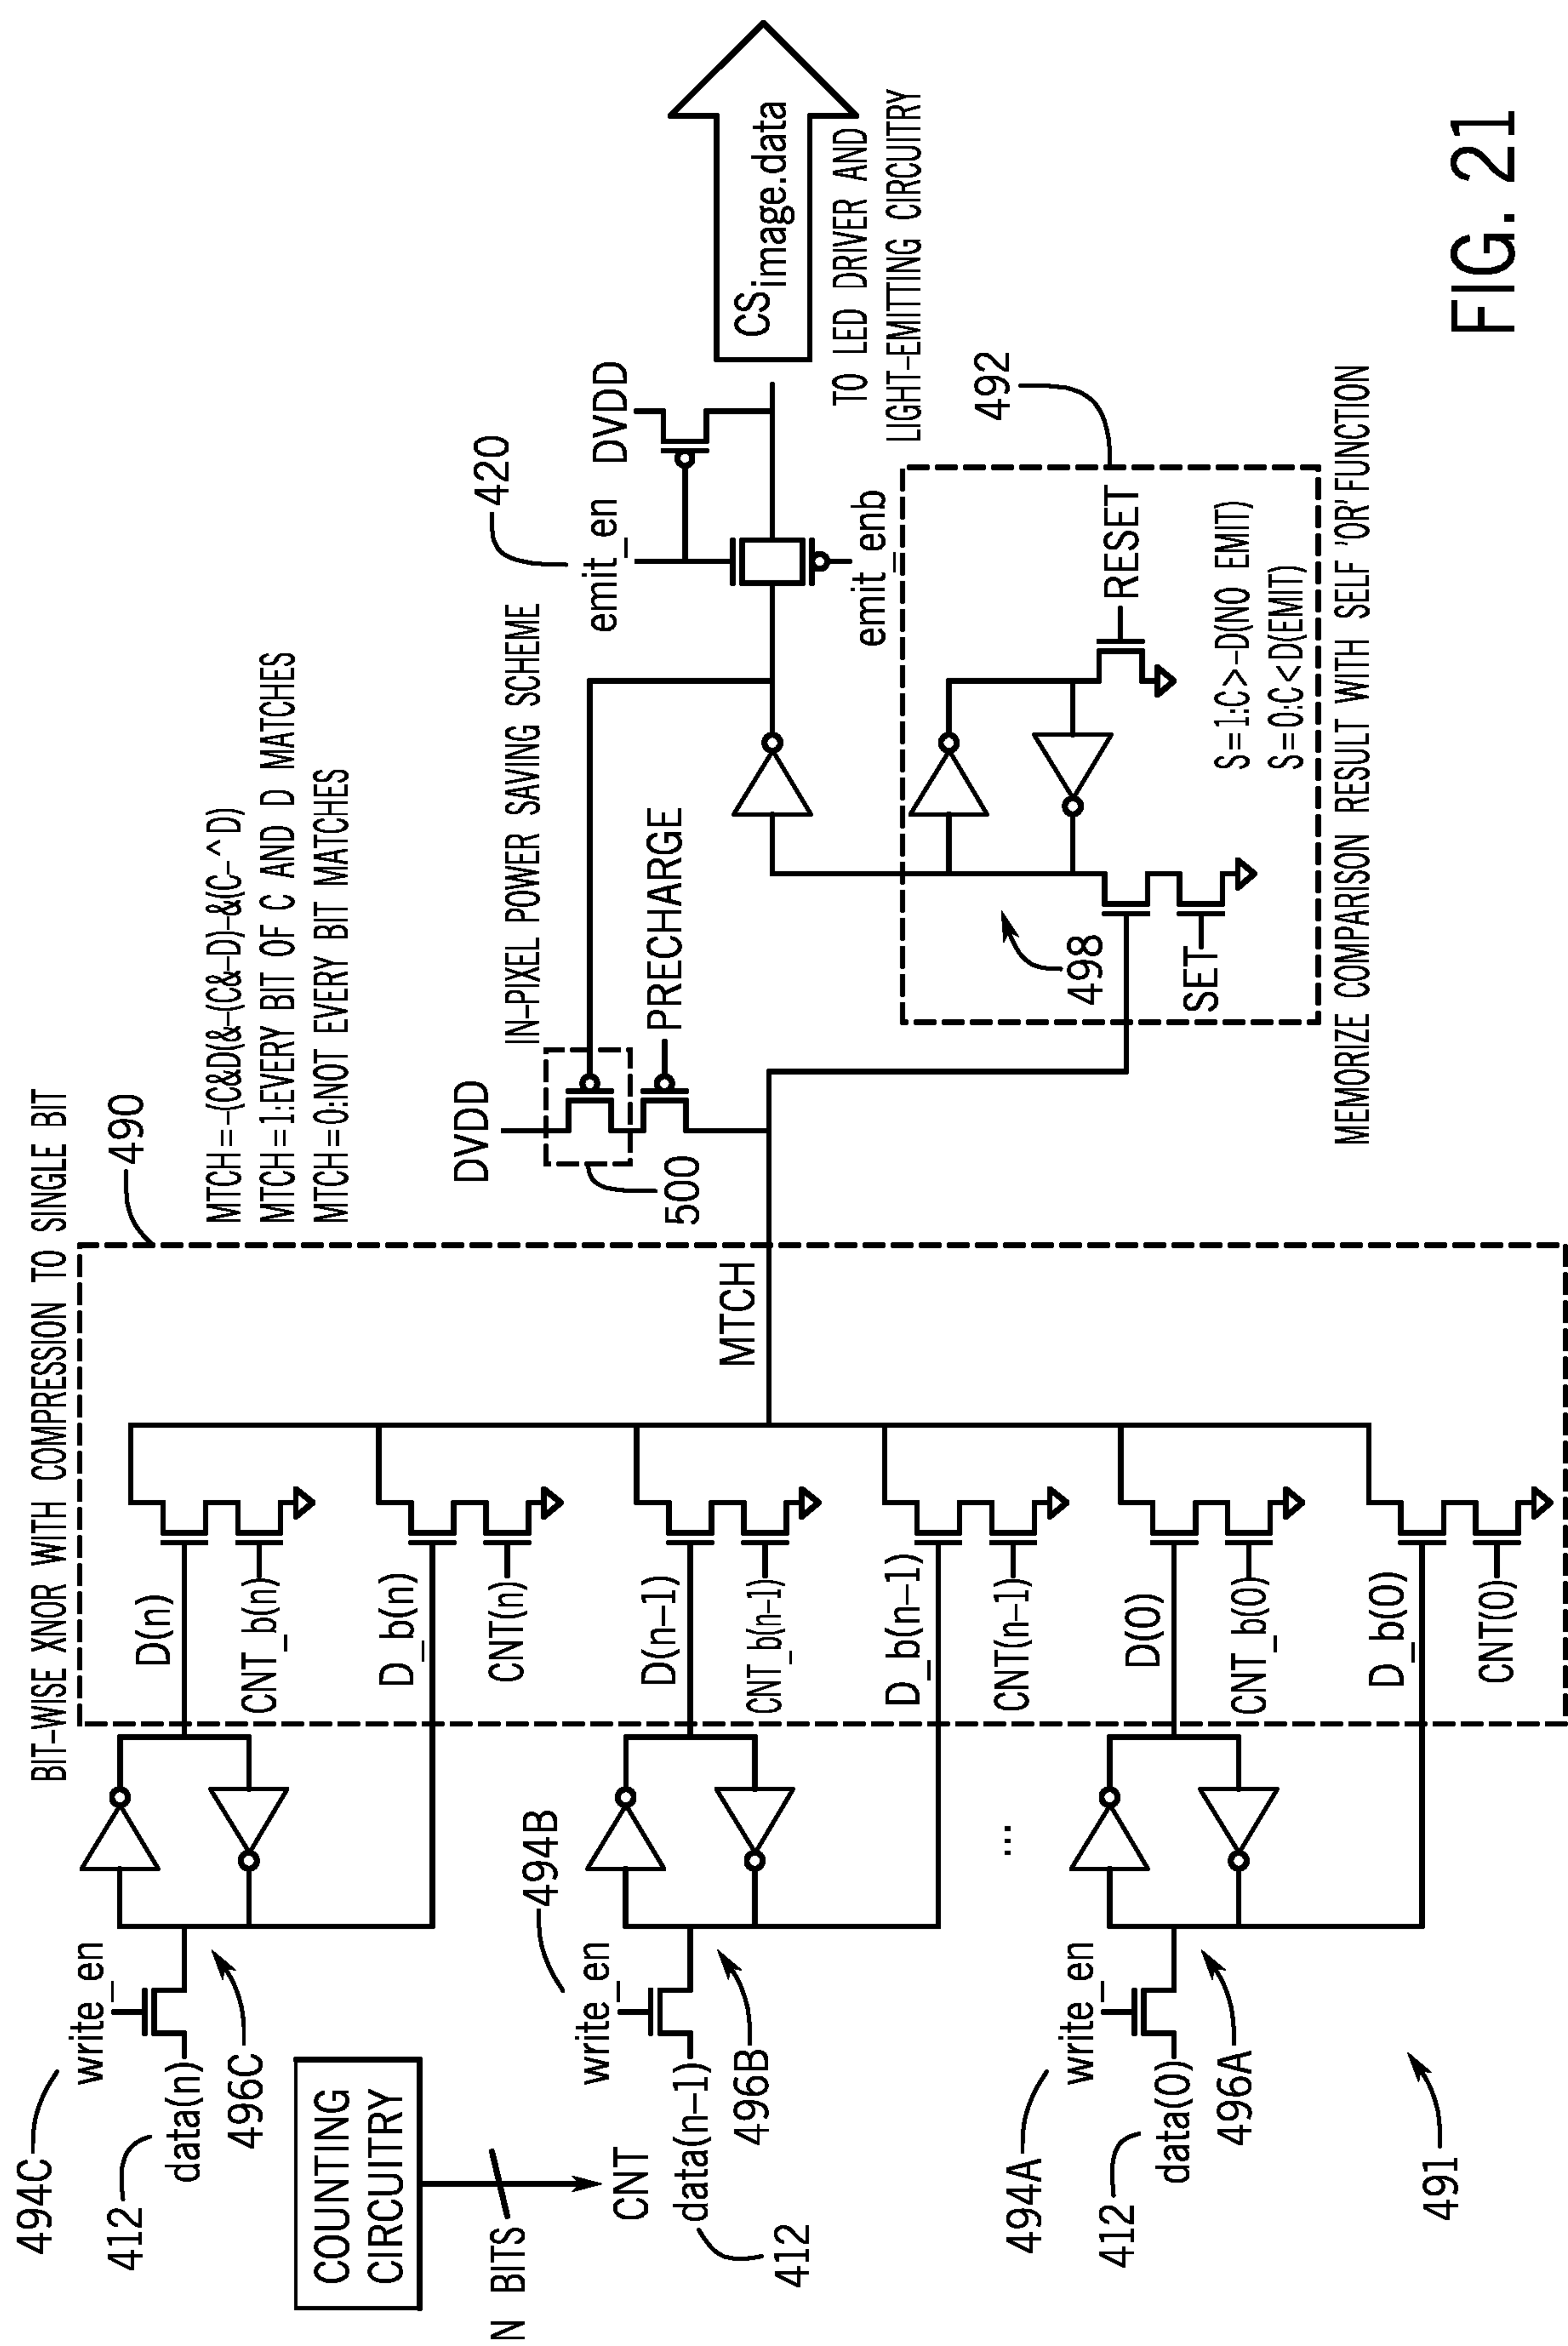 BIT-WISE XNOR WITH COMPRESSION TO SINGLE BIT
490
MTCH=-(C&D(&-(C&-D)-&(C-^D)
MTCH=1:EVERY BIT OF C AND D MATCHES
MTCH=0:NOT EVERY BIT MATCHES
494C
write_en
412
data(n)
496C
D(n)
CNT_b(n)
D_b(n)
CNT(n)
COUNTING
CIRCUITRY
N BITS
CNT
494B
write_en
data(n-1)
412
496B
D(n-1)
CNT_b(n-1)
D_b(n-1)
CNT(n-1)
...
494A
write_en
412
data(0)
496A
D(0)
CNT_b(0)
D_b(0)
CNT(0)
491
MTCH
DVDD
500
IN-PIXEL POWER SAVING SCHEME
PRECHARGE
420
emit_en
DVDD
emit_enb
CSimage.data
TO LED DRIVER AND
LIGHT-EMITTING CIRCUITRY
492
498
SET
RESET
S=1:C>-D(NO EMIT)
S=0:C<D(EMIT)
MEMORIZE COMPARISON RESULT WITH SELF 'OR' FUNCTION
FIG. 21